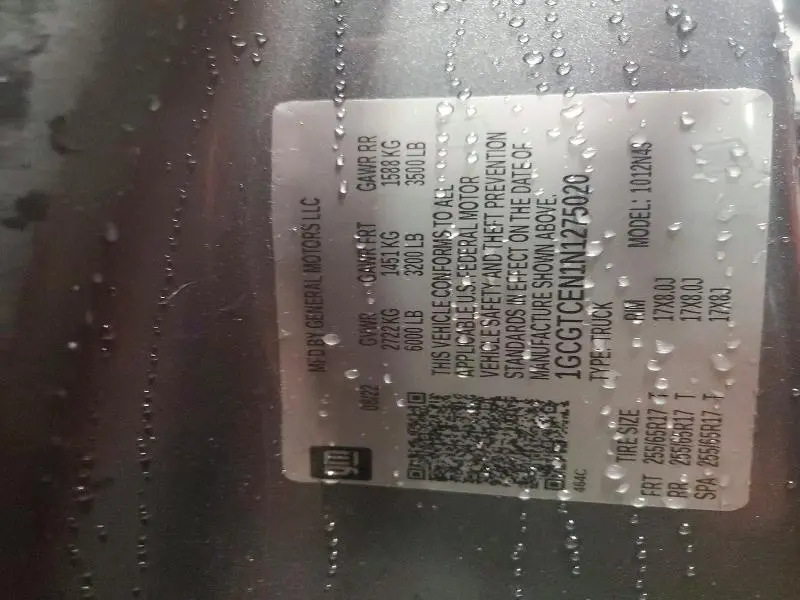 gm
MFD BY GENERAL MOTORS LLC
08/22 GVWR GAWR FRT GAWR RR
2722KG 1451 KG 1588 KG
6000 LB 3200 LB 3500 LB
THIS VEHICLE CONFORMS TO ALL
APPLICABLE U.S. FEDERAL MOTOR
VEHICLE SAFETY AND THEFT PREVENTION
STANDARDS IN EFFECT ON THE DATE OF
MANUFACTURE SHOWN ABOVE.
1GCGTCEN1N1275020
464C TYPE: TRUCK
TIRE SIZE RIM MODEL: 1012N43
FRT 255/65R17 T 17X8.0J
RR 255/65R17 T 17X8.0J
SPA 255/65R17 T 17X8J